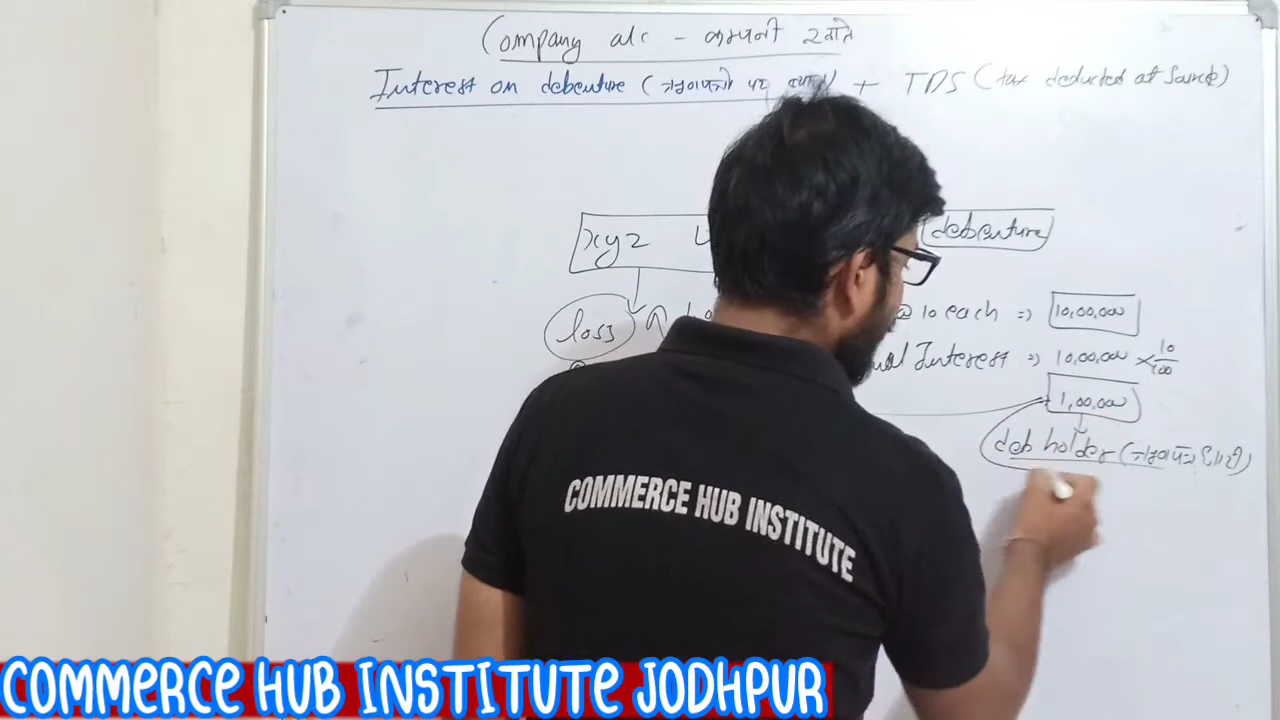 Company a/c - कम्पनी खाते
Interest on debenture (ऋणपत्रो पर ब्याज) + TDS (tax deducted at source)
xyz
debenture
loss
@ 10 each => 10,00,000
Interest => 10,00,000 × 10/100
1,00,000
deb holder (ऋणपत्र धारी)
COMMERCE HUB INSTITUTE
COMMERCE HUB INSTITUTE JODHPUR